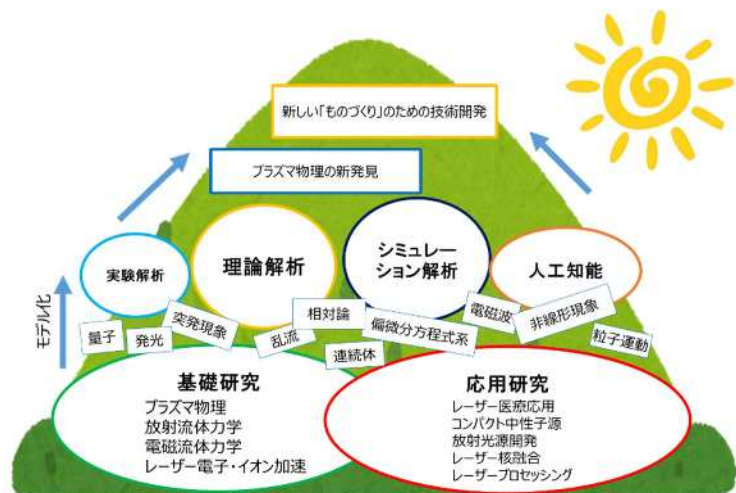 新しい「ものづくり」のための技術開発
プラズマ物理の新発見
実験解析
理論解析
シミュレー
ション解析
人工知能
モデル化
量子
発光
突発現象
乱流
相対論
連続体
偏微分方程式系
電磁波
非線形現象
粒子運動
基礎研究
プラズマ物理
放射流体力学
電磁流体力学
レーザー電子・イオン加速
応用研究
レーザー医療応用
コンパクト中性子源
放射光源開発
レーザー核融合
レーザープロセッシング